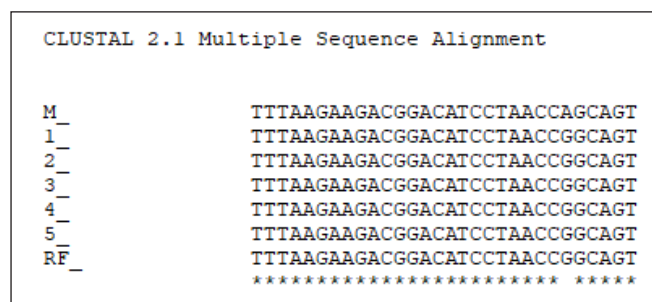 CLUSTAL 2.1 Multiple Sequence Alignment
M_ TTTAAGAAGACGGACATCCTAACCAGCAGT
1_ TTTAAGAAGACGGACATCCTAACCGGCAGT
2_ TTTAAGAAGACGGACATCCTAACCGGCAGT
3_ TTTAAGAAGACGGACATCCTAACCGGCAGT
4_ TTTAAGAAGACGGACATCCTAACCGGCAGT
5_ TTTAAGAAGACGGACATCCTAACCGGCAGT
RF_ TTTAAGAAGACGGACATCCTAACCGGCAGT
************************ *****